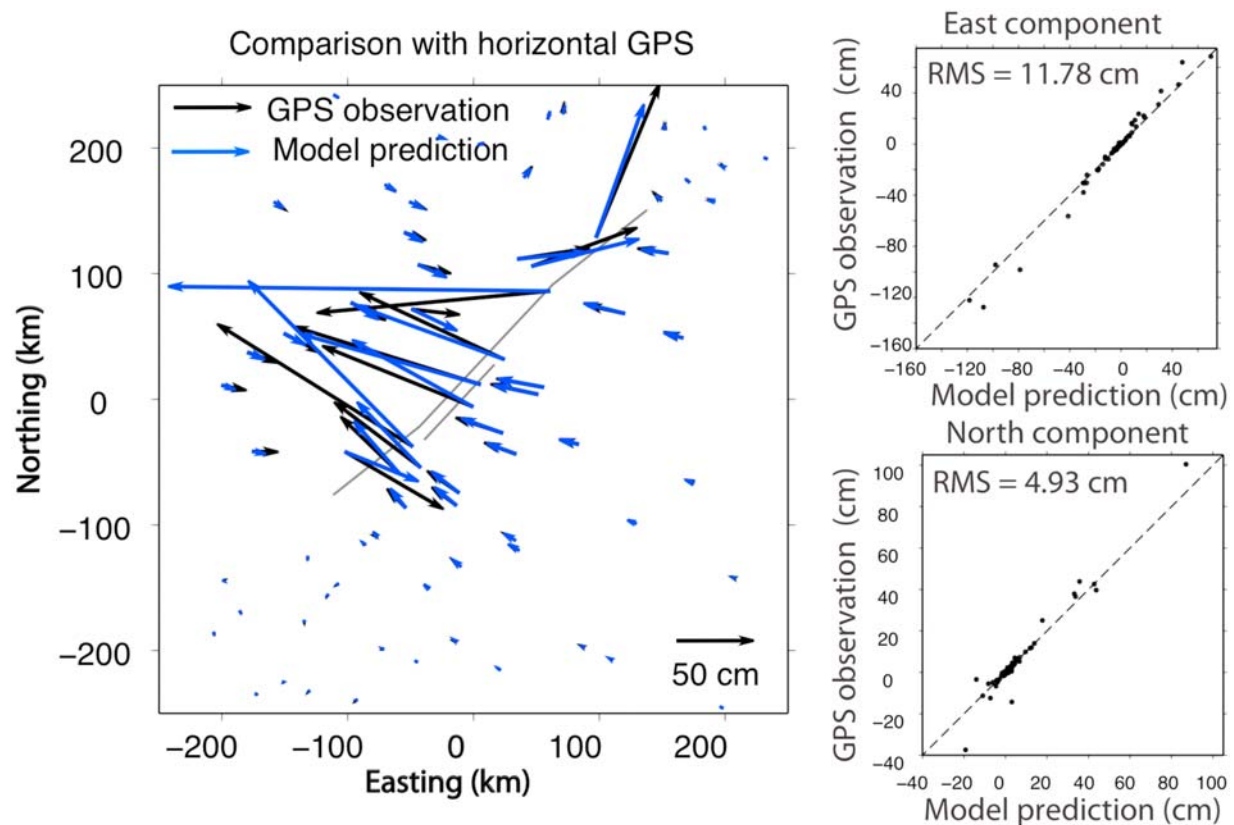 Comparison with horizontal GPS
GPS observation
Model prediction
200
100
0
−100
−200
Northing (km)
−200
−100
0
100
200
Easting (km)
50 cm
East component
RMS = 11.78 cm
40
0
−40
−80
−120
−160
GPS observation (cm)
−160
−120
−80
−40
0
40
Model prediction (cm)
North component
RMS = 4.93 cm
100
80
60
40
20
0
−20
−40
GPS observation (cm)
−40
−20
0
20
40
60
80
100
Model prediction (cm)